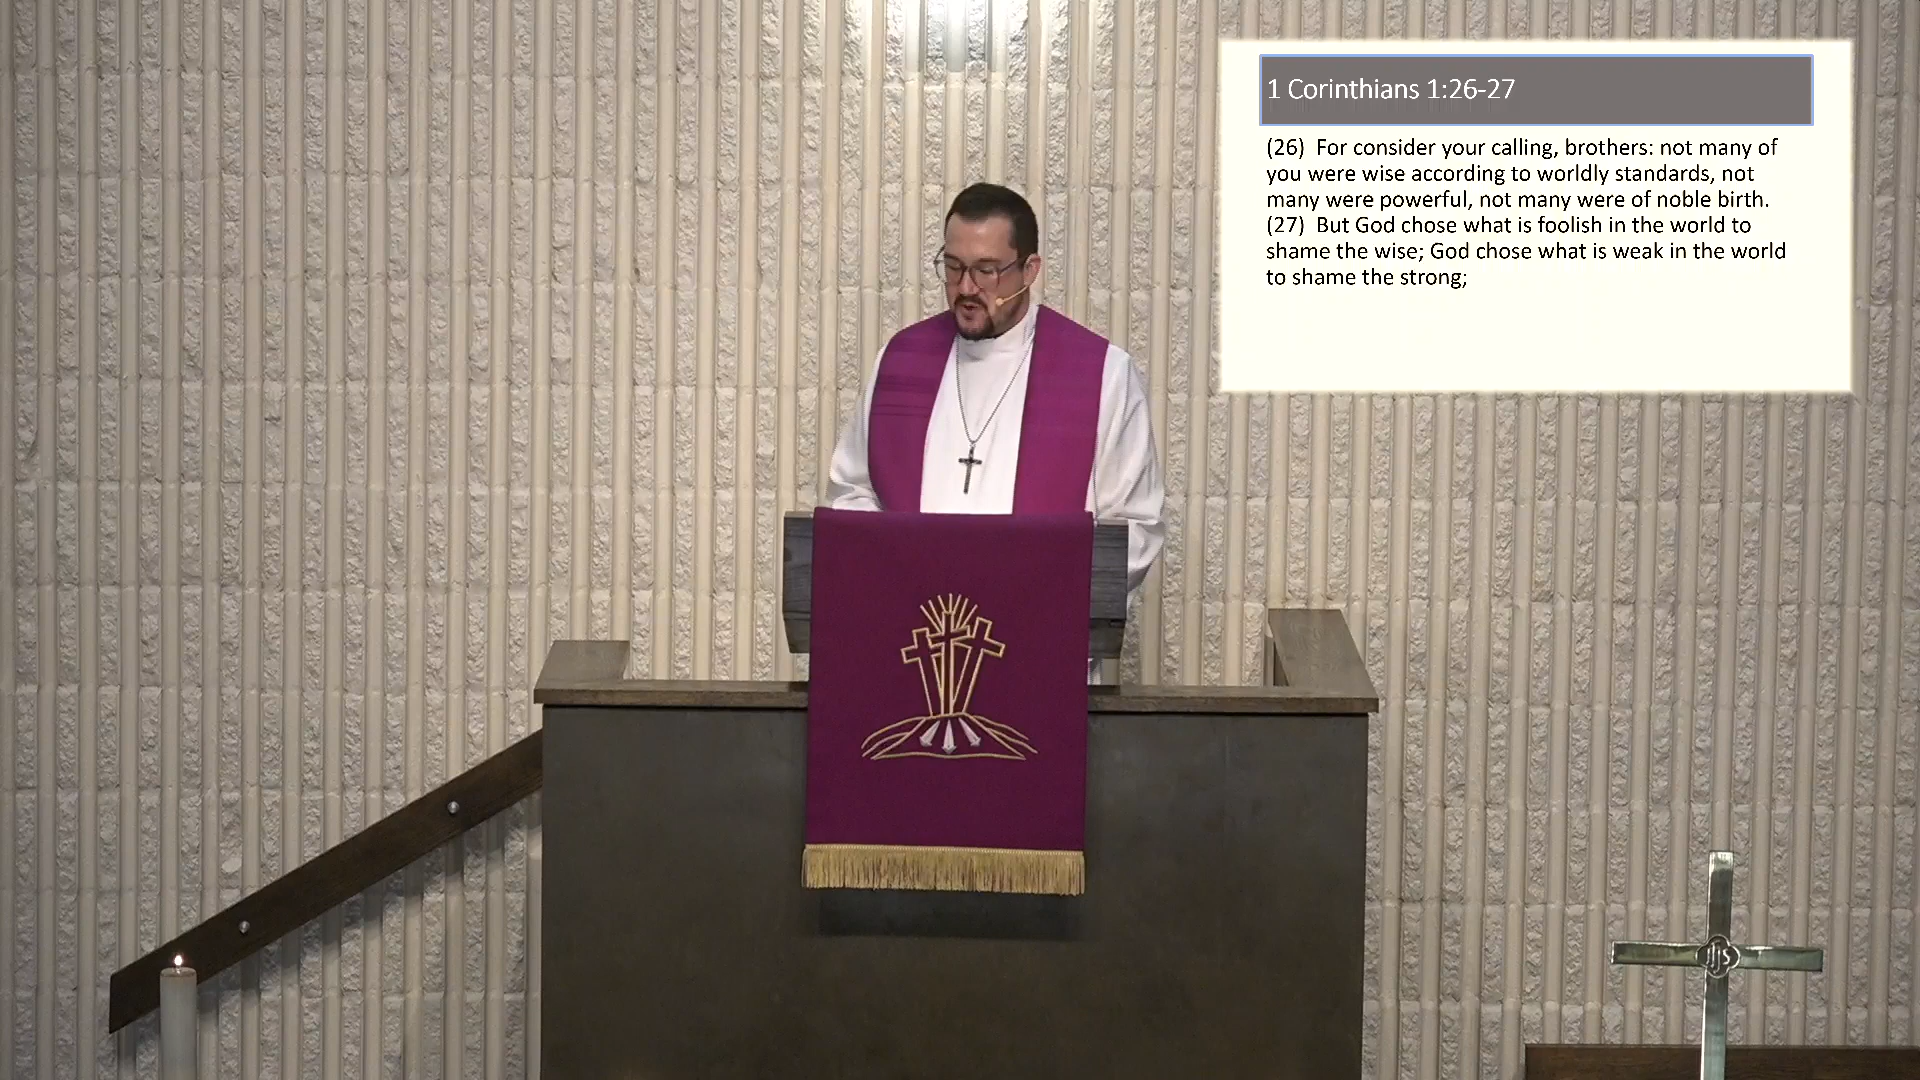 1 Corinthians 1:26-27
(26) For consider your calling, brothers: not many of
you were wise according to worldly standards, not
many were powerful, not many were of noble birth.
(27) But God chose what is foolish in the world to
shame the wise; God chose what is weak in the world
to shame the strong;
IHS